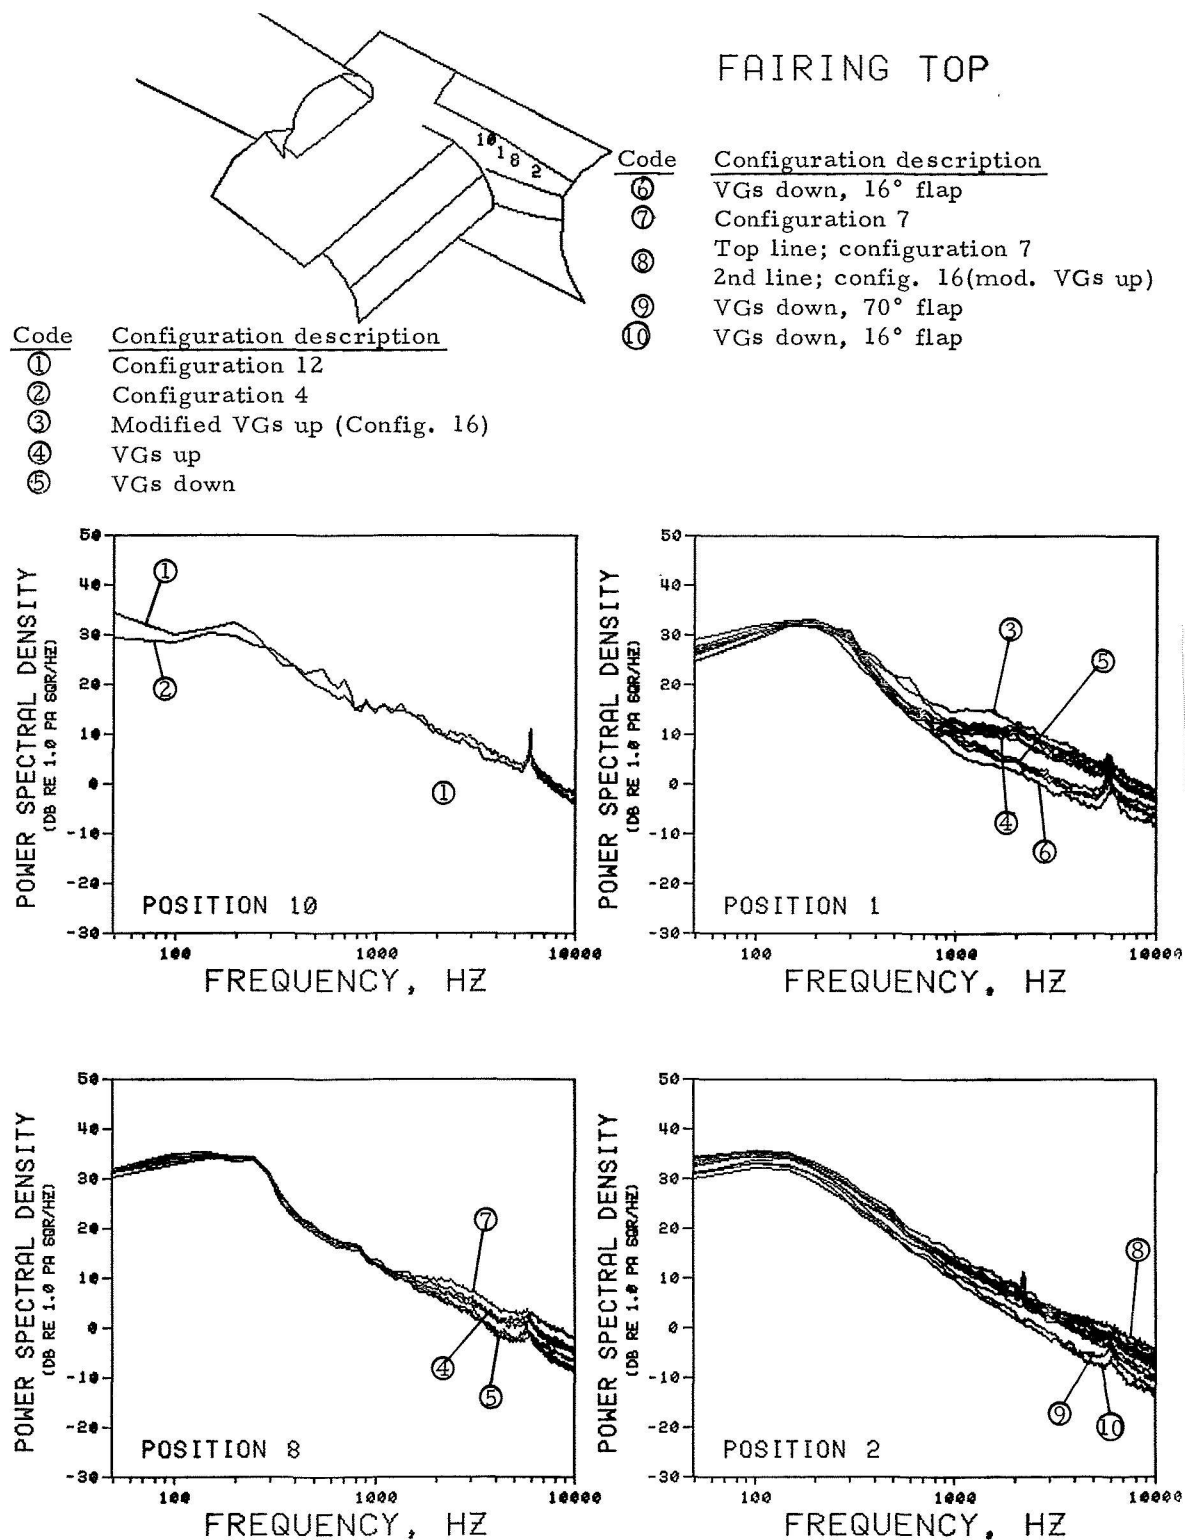 FAIRING TOP
10
1
8
2
Code Configuration description
⑥ VGs down, 16° flap
⑦ Configuration 7
⑧ Top line; configuration 7
2nd line; config. 16(mod. VGs up)
⑨ VGs down, 70° flap
⑩ VGs down, 16° flap
Code Configuration description
① Configuration 12
② Configuration 4
③ Modified VGs up (Config. 16)
④ VGs up
⑤ VGs down
POWER SPECTRAL DENSITY
(DB RE 1.0 PA SQR/HZ)
50
40
30
20
10
0
-10
-20
-30
①
②
①
POSITION 10
100 1000 10000
FREQUENCY, HZ
POWER SPECTRAL DENSITY
(DB RE 1.0 PA SQR/HZ)
50
40
30
20
10
0
-10
-20
-30
③
⑤
④
⑥
POSITION 1
100 1000 10000
FREQUENCY, HZ
POWER SPECTRAL DENSITY
(DB RE 1.0 PA SQR/HZ)
50
40
30
20
10
0
-10
-20
-30
⑦
④
⑤
POSITION 8
100 1000 10000
FREQUENCY, HZ
POWER SPECTRAL DENSITY
(DB RE 1.0 PA SQR/HZ)
50
40
30
20
10
0
-10
-20
-30
⑧
⑨
⑩
POSITION 2
100 1000 10000
FREQUENCY, HZ